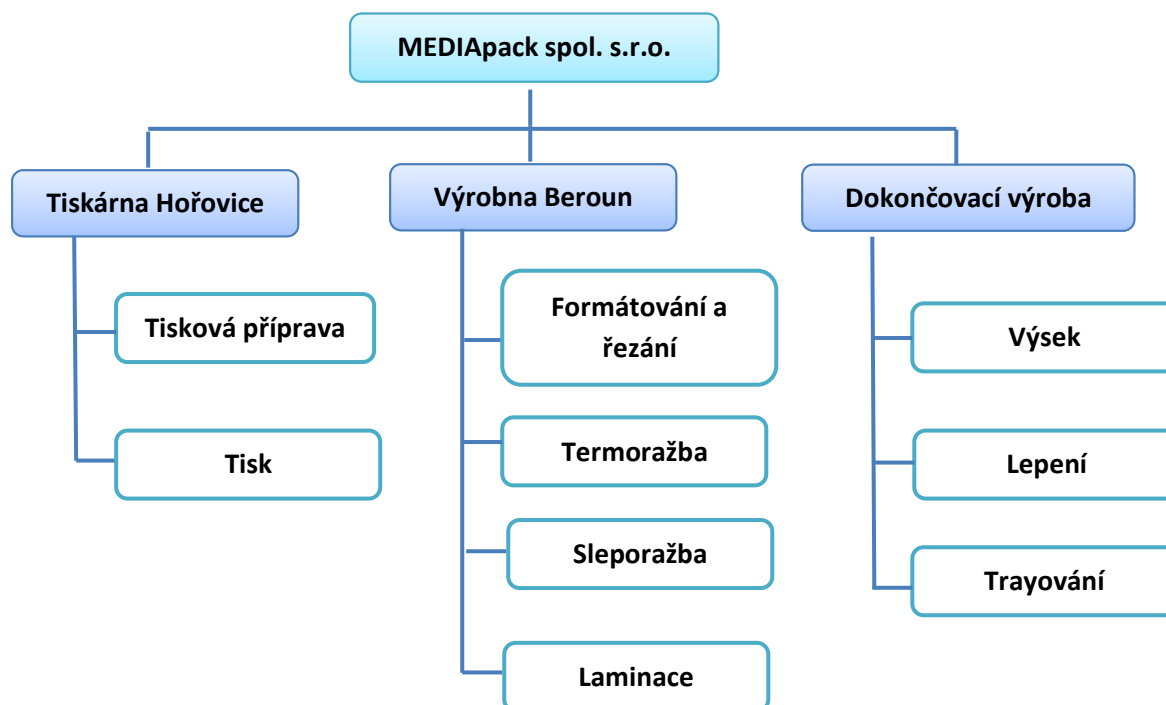 MEDIApack spol. s.r.o.
Tiskárna Hořovice
Výrobna Beroun
Dokončovací výroba
Tisková příprava
Tisk
Formátování a
řezání
Termoražba
Sleporažba
Laminace
Výsek
Lepení
Trayování